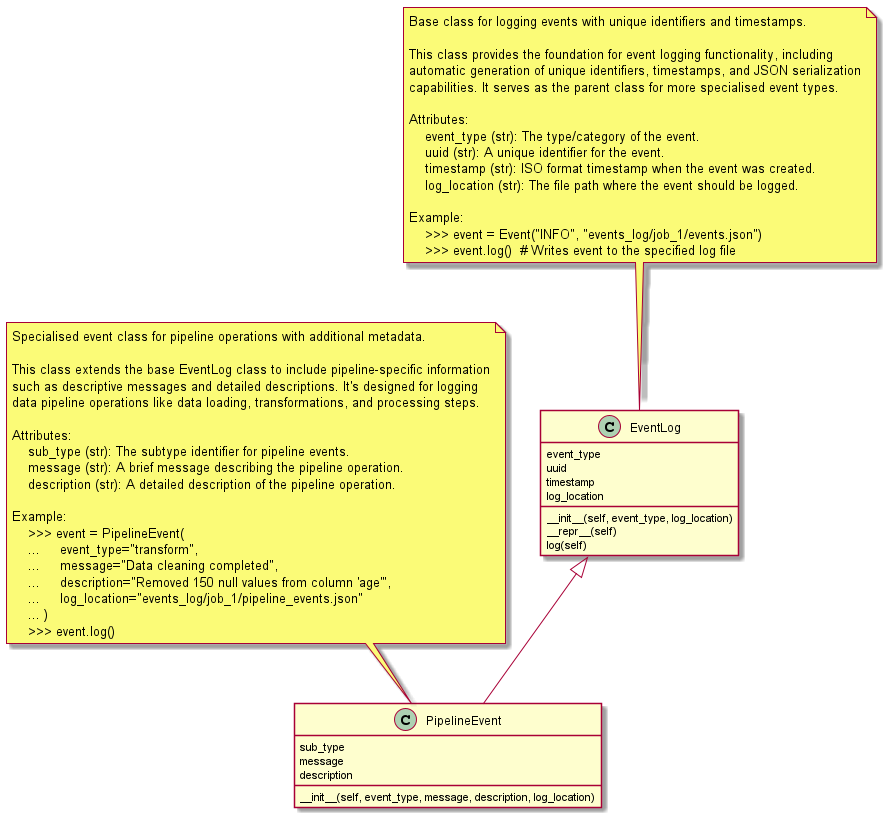 Base class for logging events with unique identifiers and timestamps.
This class provides the foundation for event logging functionality, including
automatic generation of unique identifiers, timestamps, and JSON serialization
capabilities. It serves as the parent class for more specialised event types.
Attributes:
event_type (str): The type/category of the event.
uuid (str): A unique identifier for the event.
timestamp (str): ISO format timestamp when the event was created.
log_location (str): The file path where the event should be logged.
Example:
>>> event = Event("INFO", "events_log/job_1/events.json")
>>> event.log()  # Writes event to the specified log file
Specialised event class for pipeline operations with additional metadata.
This class extends the base EventLog class to include pipeline-specific information
such as descriptive messages and detailed descriptions. It's designed for logging
data pipeline operations like data loading, transformations, and processing steps.
Attributes:
sub_type (str): The subtype identifier for pipeline events.
message (str): A brief message describing the pipeline operation.
description (str): A detailed description of the pipeline operation.
Example:
>>> event = PipelineEvent(
...     event_type="transform",
...     message="Data cleaning completed",
...     description="Removed 150 null values from column 'age'",
...     log_location="events_log/job_1/pipeline_events.json"
... )
>>> event.log()
C EventLog
event_type
uuid
timestamp
log_location
__init__(self, event_type, log_location)
__repr__(self)
log(self)
C PipelineEvent
sub_type
message
description
__init__(self, event_type, message, description, log_location)